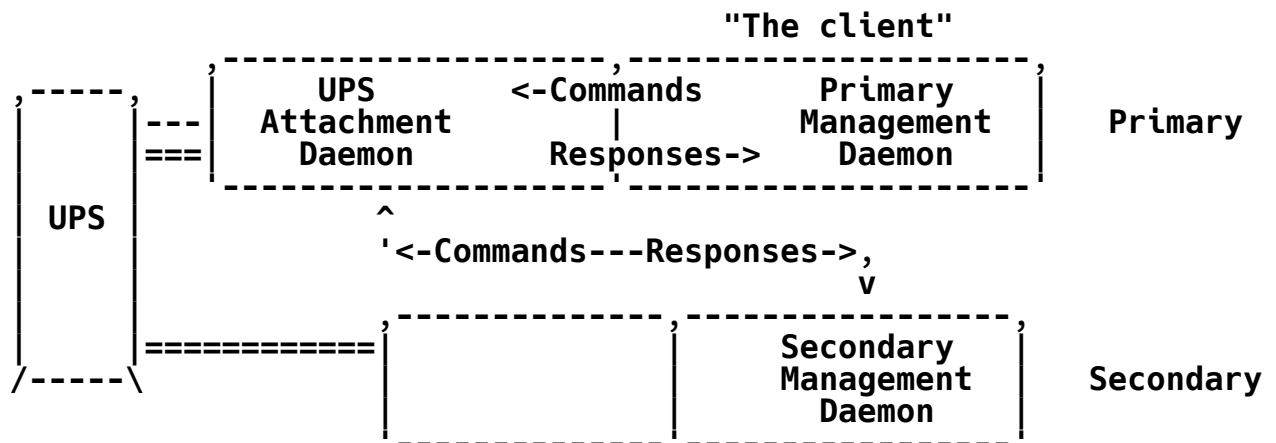 "The client"
,--------------------,---------------------,
,-----, | UPS <-Commands Primary |
| |---| Attachment | Management | Primary
| |===| Daemon Responses-> Daemon |
| | '--------------------'---------------------'
| UPS | ^
| | '<-Commands---Responses->,
| | v
| | ,--------------,-----------------,
| |============| | Secondary |
/-----\ | | Management | Secondary
| | Daemon |
'--------------'-----------------'